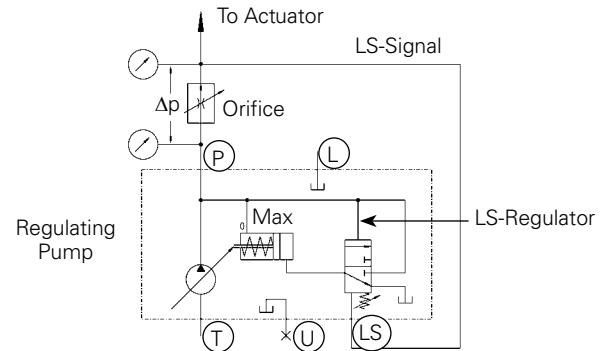 To Actuator
LS-Signal
Δp
Orifice
P
L
0
Max
LS-Regulator
Regulating
Pump
T
U
LS